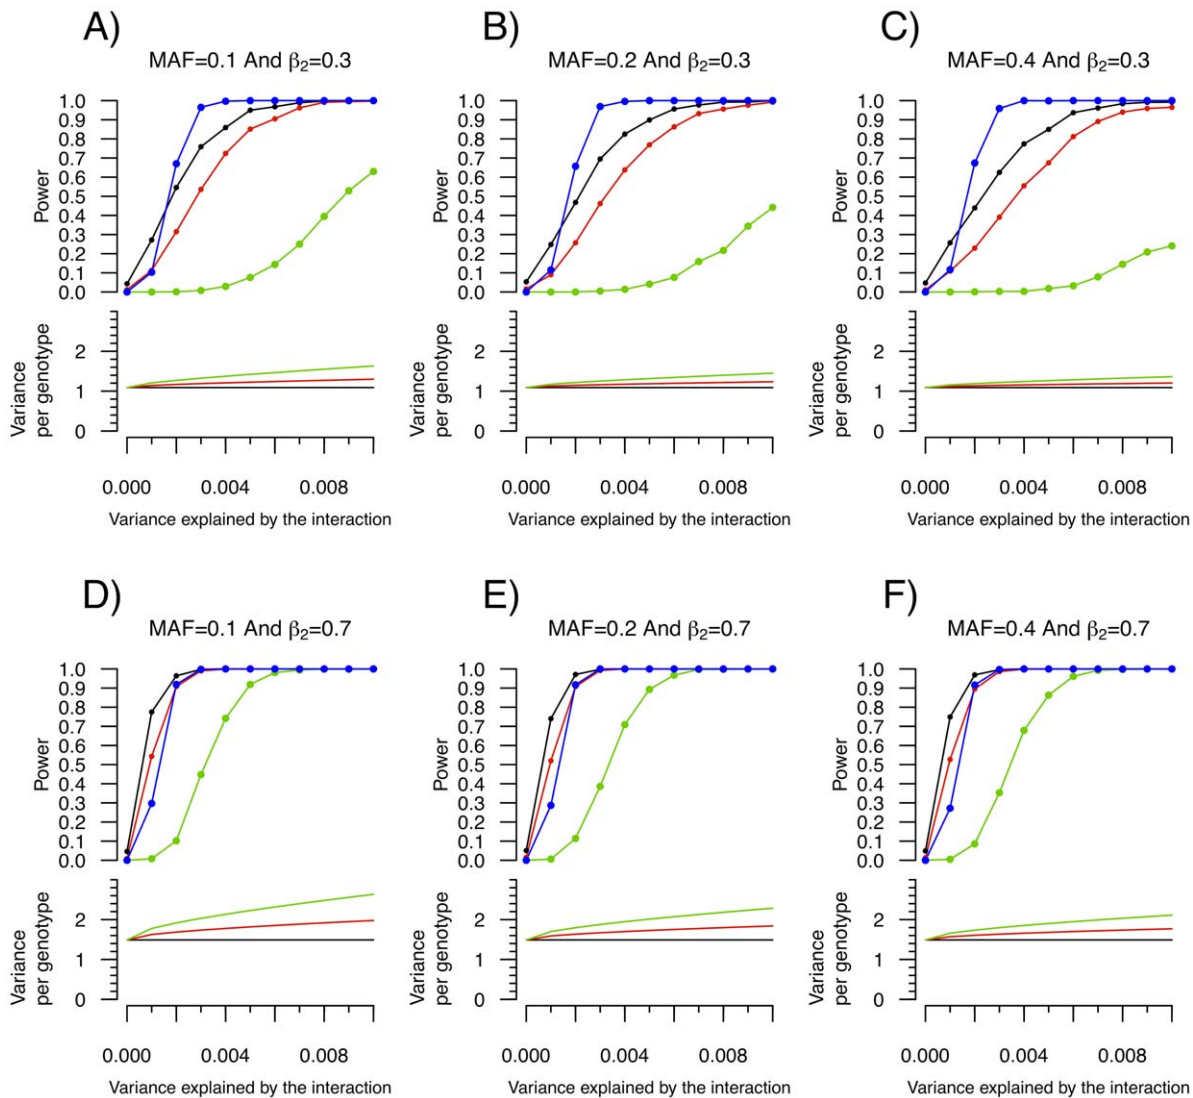 A)
MAF=0.1 And β₂=0.3
Power
1.0
0.9
0.8
0.7
0.6
0.5
0.4
0.3
0.2
0.1
0.0
Variance
per genotype
2
1
0
0.000 0.004 0.008
Variance explained by the interaction
B)
MAF=0.2 And β₂=0.3
Power
1.0
0.9
0.8
0.7
0.6
0.5
0.4
0.3
0.2
0.1
0.0
Variance
per genotype
2
1
0
0.000 0.004 0.008
Variance explained by the interaction
C)
MAF=0.4 And β₂=0.3
Power
1.0
0.9
0.8
0.7
0.6
0.5
0.4
0.3
0.2
0.1
0.0
Variance
per genotype
2
1
0
0.000 0.004 0.008
Variance explained by the interaction
D)
MAF=0.1 And β₂=0.7
Power
1.0
0.9
0.8
0.7
0.6
0.5
0.4
0.3
0.2
0.1
0.0
Variance
per genotype
2
1
0
0.000 0.004 0.008
Variance explained by the interaction
E)
MAF=0.2 And β₂=0.7
Power
1.0
0.9
0.8
0.7
0.6
0.5
0.4
0.3
0.2
0.1
0.0
Variance
per genotype
2
1
0
0.000 0.004 0.008
Variance explained by the interaction
F)
MAF=0.4 And β₂=0.7
Power
1.0
0.9
0.8
0.7
0.6
0.5
0.4
0.3
0.2
0.1
0.0
Variance
per genotype
2
1
0
0.000 0.004 0.008
Variance explained by the interaction